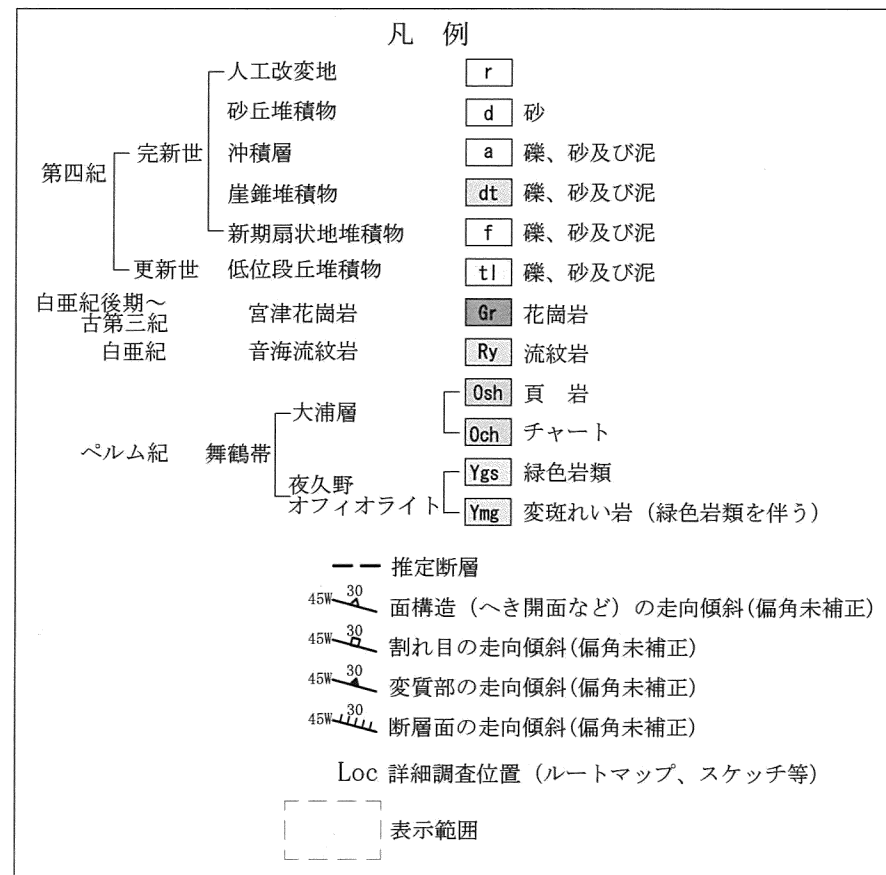 凡 例
人工改変地 r
砂丘堆積物 d 砂
第四紀 完新世 沖積層 a 礫、砂及び泥
崖錐堆積物 dt 礫、砂及び泥
新期扇状地堆積物 f 礫、砂及び泥
更新世 低位段丘堆積物 tl 礫、砂及び泥
白亜紀後期～
古第三紀 宮津花崗岩 Gr 花崗岩
白亜紀 音海流紋岩 Ry 流紋岩
大浦層 Osh 頁 岩
Och チャート
ペルム紀 舞鶴帯
夜久野
オフィオライト
Ygs 緑色岩類
Ymg 変斑れい岩（緑色岩類を伴う）
推定断層
45W 30 面構造（へき開面など）の走向傾斜(偏角未補正)
45W 30 割れ目の走向傾斜(偏角未補正)
45W 30 変質部の走向傾斜(偏角未補正)
45W 30 断層面の走向傾斜(偏角未補正)
Loc 詳細調査位置（ルートマップ、スケッチ等）
表示範囲